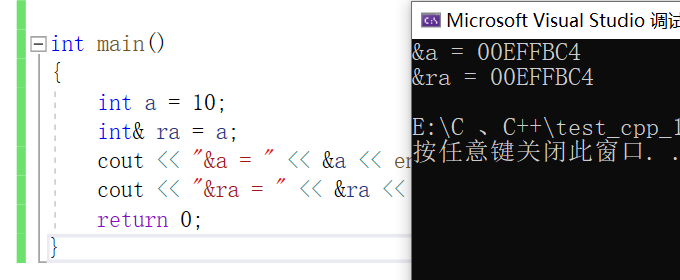 int main()
{
int a = 10;
int& ra = a;
cout << "&a = " << &a <<
cout << "&ra = " << &ra <<
return 0;
}
Microsoft Visual Studio 调试
&a = 00EFFBC4
&ra = 00EFFBC4
E:\C 、C++\test_cpp_1
按任意键关闭此窗口. .